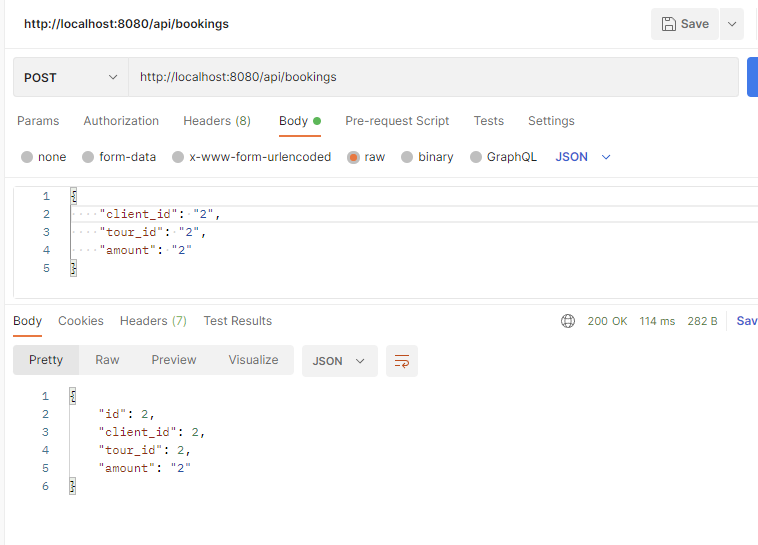 http://localhost:8080/api/bookings
Save
POST
http://localhost:8080/api/bookings
Params Authorization Headers (8) Body Pre-request Script Tests Settings
none form-data x-www-form-urlencoded raw binary GraphQL JSON
1 {
2 "client_id": "2",
3 "tour_id": "2",
4 "amount": "2"
5 }
Body Cookies Headers (7) Test Results 200 OK 114 ms 282 B Sav
Pretty Raw Preview Visualize JSON
1 {
2 "id": 2,
3 "client_id": 2,
4 "tour_id": 2,
5 "amount": "2"
6 }